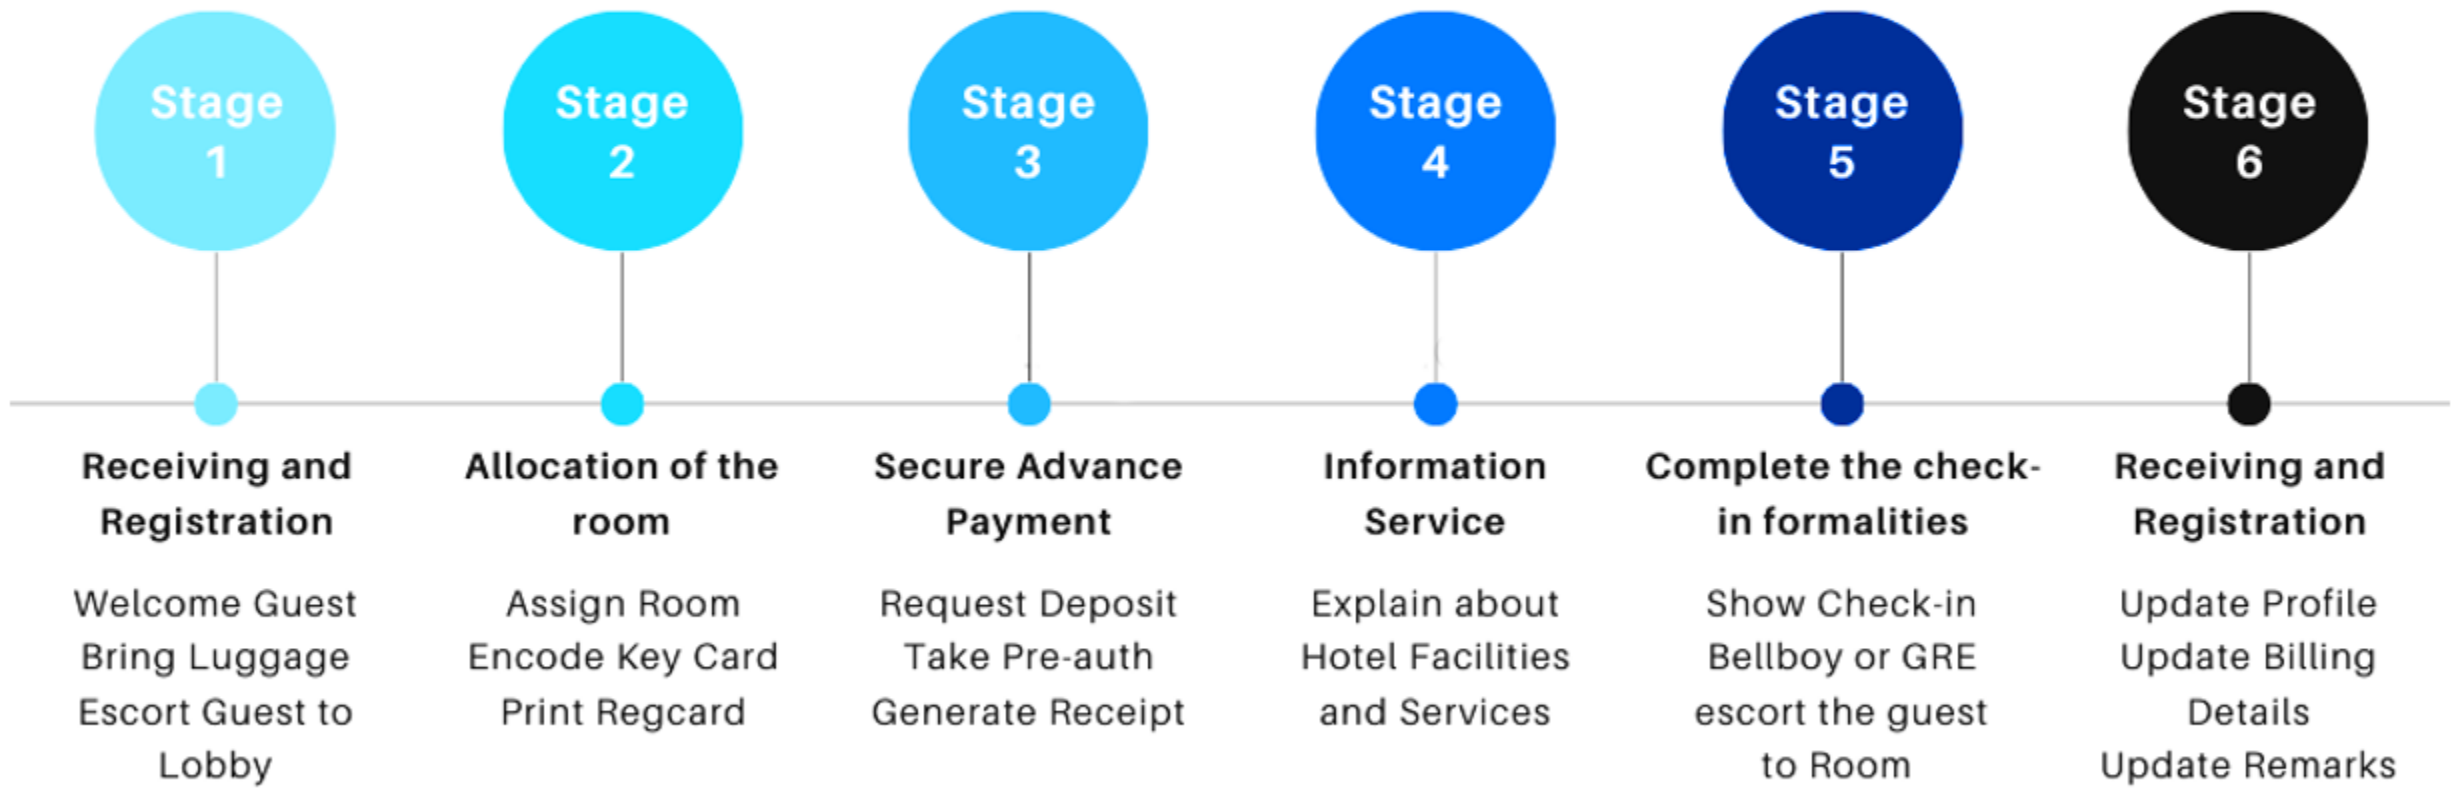 Stage
1
Stage
2
Stage
3
Stage
4
Stage
5
Stage
6
Receiving and
Registration
Welcome Guest
Bring Luggage
Escort Guest to
Lobby
Allocation of the
room
Assign Room
Encode Key Card
Print Regcard
Secure Advance
Payment
Request Deposit
Take Pre-auth
Generate Receipt
Information
Service
Explain about
Hotel Facilities
and Services
Complete the check-
in formalities
Show Check-in
Bellboy or GRE
escort the guest
to Room
Receiving and
Registration
Update Profile
Update Billing
Details
Update Remarks